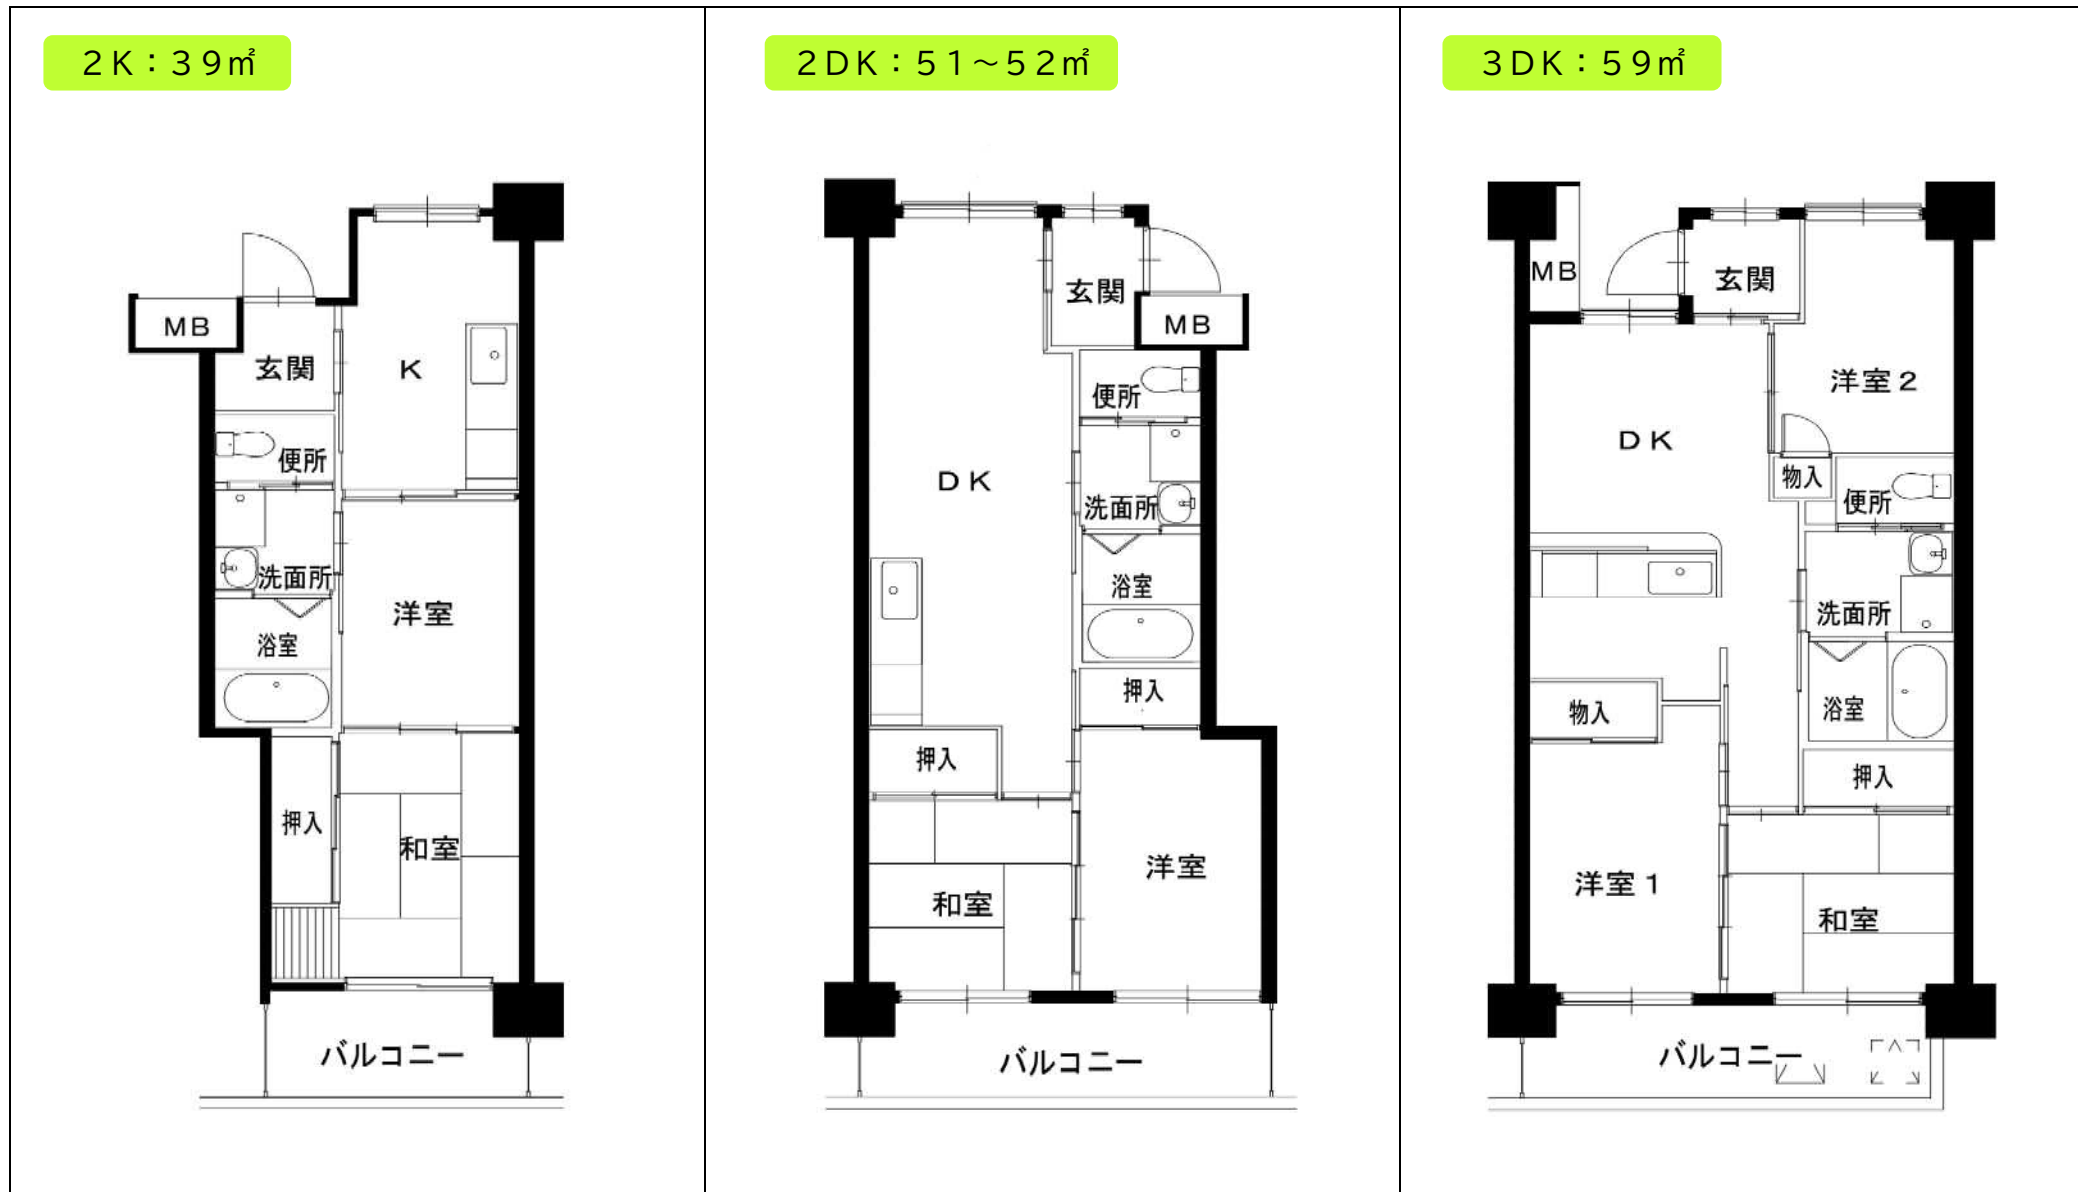 ２Ｋ：３９㎡
ＭＢ
玄関
Ｋ
便所
洗面所
洋室
浴室
押入
和室
バルコニー
２ＤＫ：５１～５２㎡
玄関
ＭＢ
便所
ＤＫ
洗面所
浴室
押入
押入
洋室
和室
バルコニー
３ＤＫ：５９㎡
ＭＢ
玄関
洋室２
ＤＫ
物入
便所
洗面所
物入
浴室
押入
洋室１
和室
バルコニー